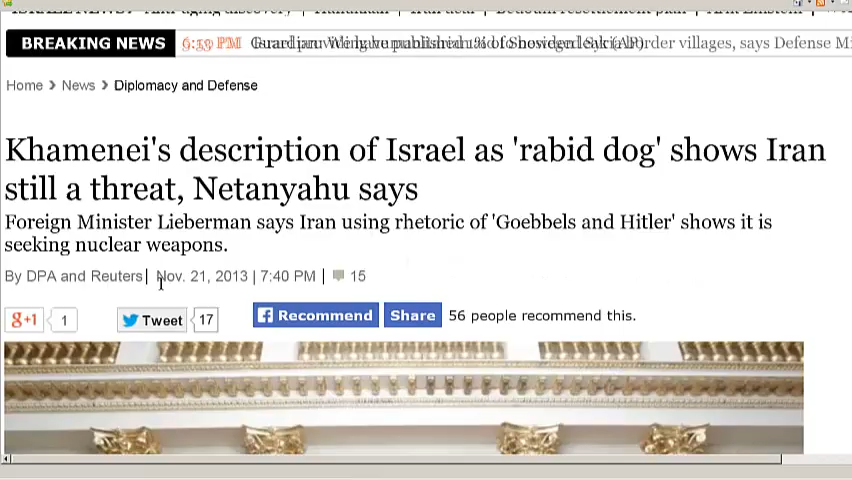 BREAKING NEWS
Home > News > Diplomacy and Defense
Khamenei's description of Israel as 'rabid dog' shows Iran
still a threat, Netanyahu says
Foreign Minister Lieberman says Iran using rhetoric of 'Goebbels and Hitler' shows it is
seeking nuclear weapons.
By DPA and Reuters | Nov. 21, 2013 | 7:40 PM | 15
g+1 1 Tweet 17 Recommend Share 56 people recommend this.